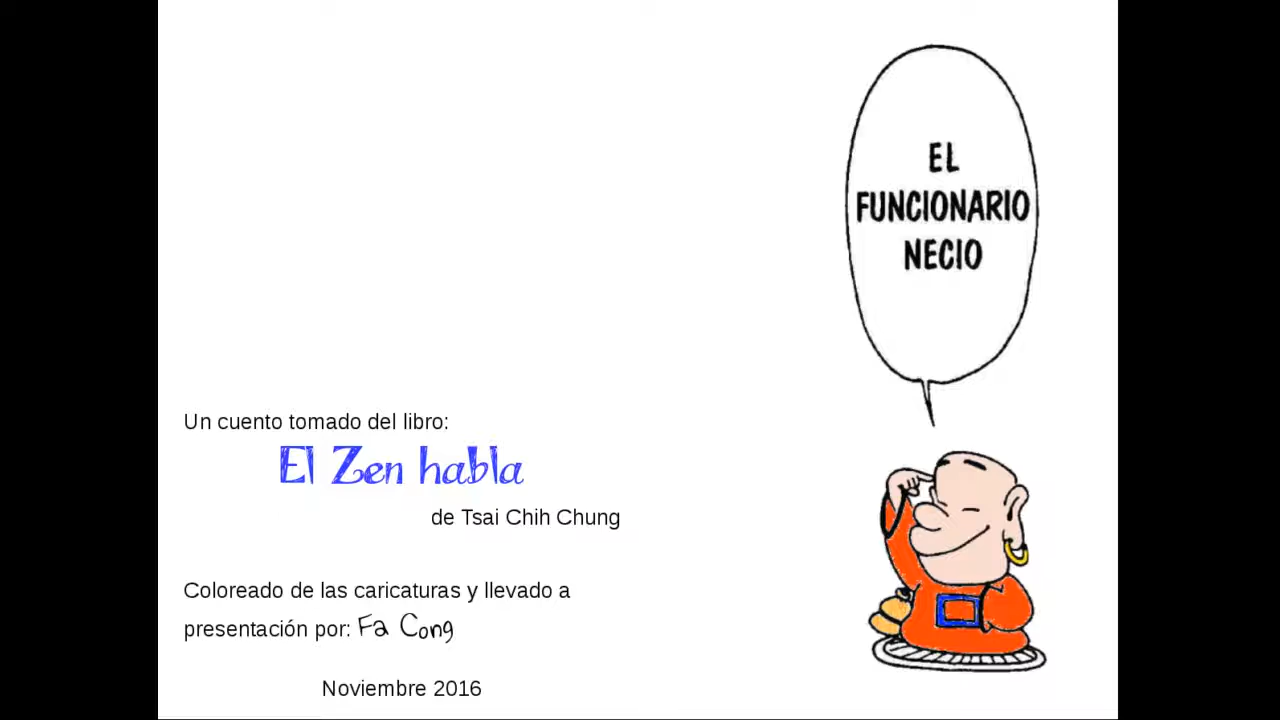 EL
FUNCIONARIO
NECIO
Un cuento tomado del libro:
El Zen habla
de Tsai Chih Chung
Coloreado de las caricaturas y llevado a
presentación por: Fa Cong
Noviembre 2016